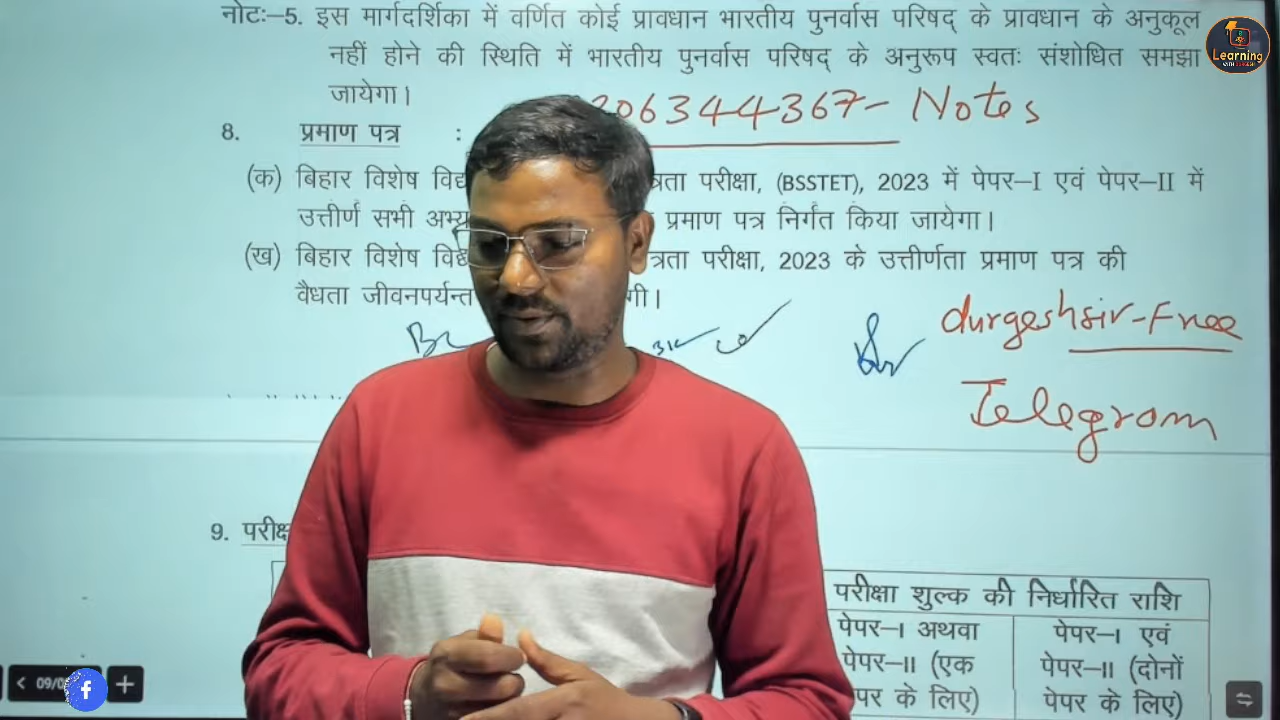 नोटः–5. इस मार्गदर्शिका में वर्णित कोई प्रावधान भारतीय पुनर्वास परिषद् के प्रावधान के अनुकूल
नहीं होने की स्थिति में भारतीय पुनर्वास परिषद् के अनुरूप स्वतः संशोधित समझा
जायेगा।
06344367- Notes
8. प्रमाण पत्र :
(क) बिहार विशेष विद्य त्रता परीक्षा, (BSSTET), 2023 में पेपर–I एवं पेपर–II में
उत्तीर्ण सभी अभ्य प्रमाण पत्र निर्गत किया जायेगा।
(ख) बिहार विशेष विद्य त्रता परीक्षा, 2023 के उत्तीर्णता प्रमाण पत्र की
वैधता जीवनपर्यन्त गी।
durgeshsir-Free
Telegram
9. परीक्ष
परीक्षा शुल्क की निर्धारित राशि
पेपर–I अथवा पेपर–I एवं
पेपर–II (एक पेपर–II (दोनों
पर के लिए) पेपर के लिए)
Learning
09/0